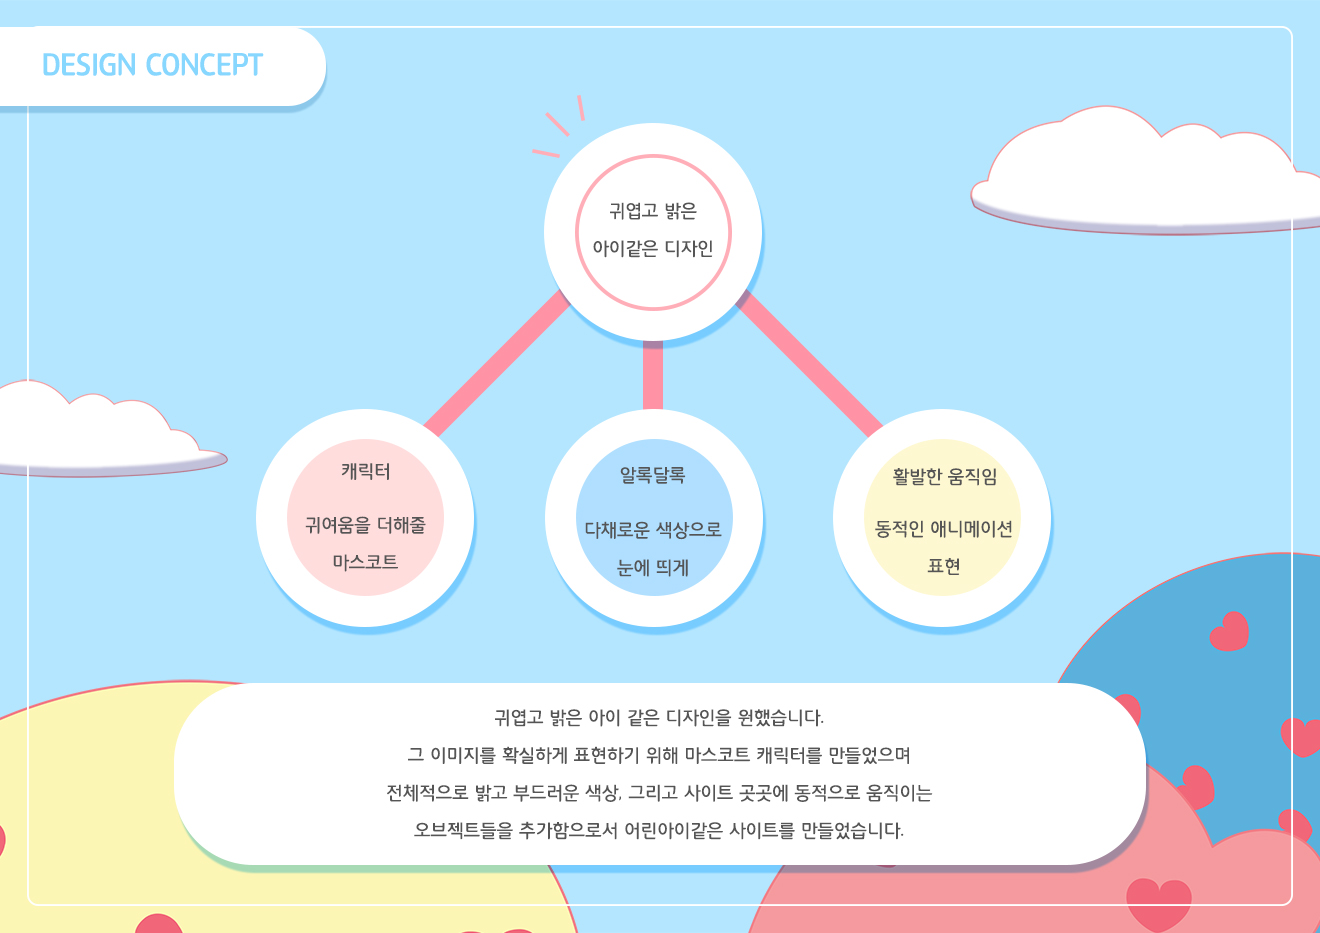 DESIGN CONCEPT
귀엽고 밝은
아이같은 디자인
캐릭터
귀여움을 더해줄
마스코트
알록달록
다채로운 색상으로
눈에 띄게
활발한 움직임
동적인 애니메이션
표현
귀엽고 밝은 아이 같은 디자인을 원했습니다.
그 이미지를 확실하게 표현하기 위해 마스코트 캐릭터를 만들었으며
전체적으로 밝고 부드러운 색상, 그리고 사이트 곳곳에 동적으로 움직이는
오브젝트들을 추가함으로서 어린아이같은 사이트를 만들었습니다.